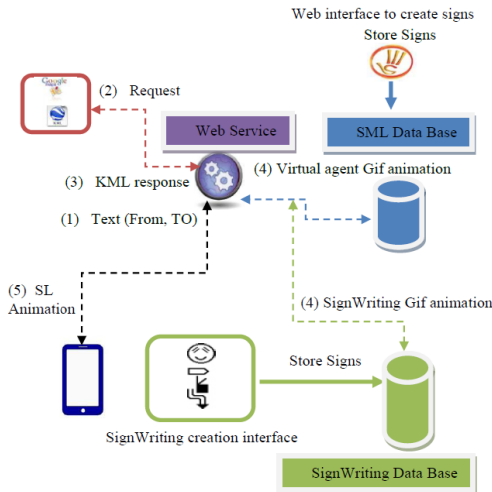 Web interface to create signs
Store Signs
Google
(2) Request
Web Service
SML Data Base
(3) KML response
(4) Virtual agent Gif animation
(1) Text (From, TO)
(5) SL
Animation
(4) SignWriting Gif animation
Store Signs
SignWriting creation interface
SignWriting Data Base